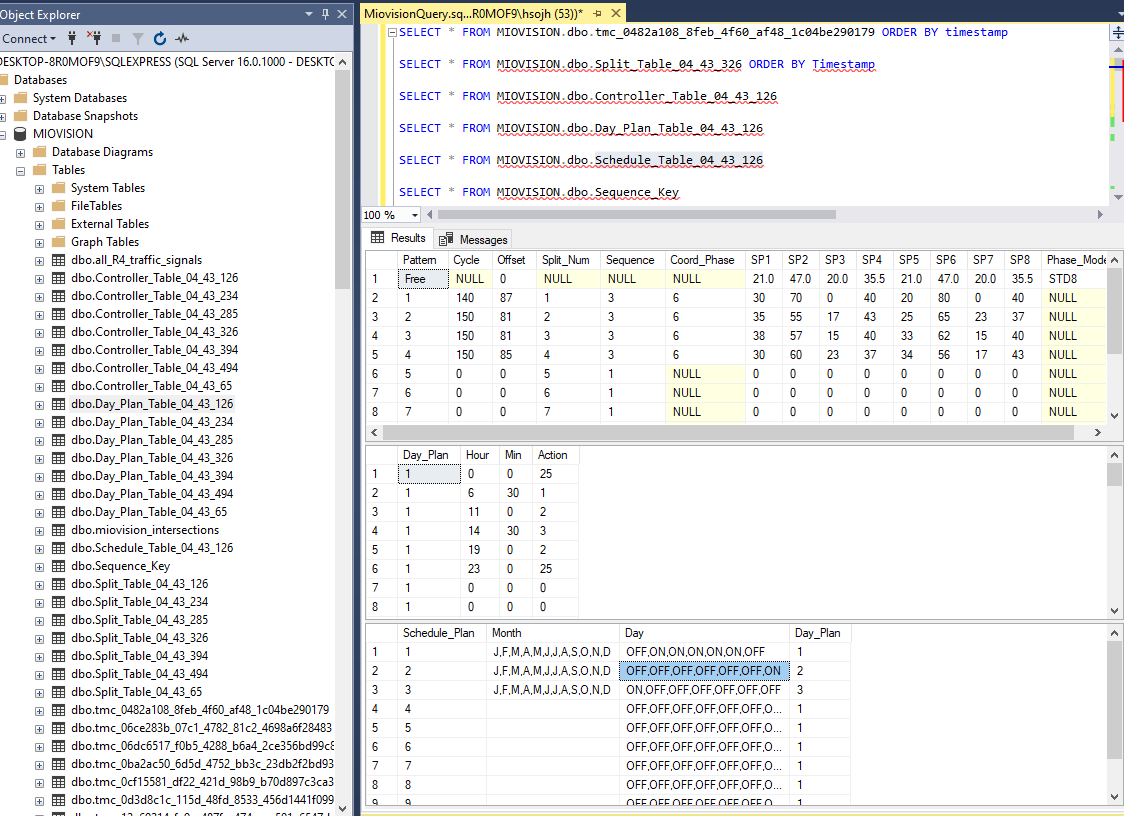 Object Explorer
Connect
DESKTOP-8R0MOF9\SQLEXPRESS (SQL Server 16.0.1000 - DESKTC
Databases
System Databases
Database Snapshots
MIOVISION
Database Diagrams
Tables
System Tables
FileTables
External Tables
Graph Tables
dbo.all_R4_traffic_signals
dbo.Controller_Table_04_43_126
dbo.Controller_Table_04_43_234
dbo.Controller_Table_04_43_285
dbo.Controller_Table_04_43_326
dbo.Controller_Table_04_43_394
dbo.Controller_Table_04_43_494
dbo.Controller_Table_04_43_65
dbo.Day_Plan_Table_04_43_126
dbo.Day_Plan_Table_04_43_234
dbo.Day_Plan_Table_04_43_285
dbo.Day_Plan_Table_04_43_326
dbo.Day_Plan_Table_04_43_394
dbo.Day_Plan_Table_04_43_494
dbo.Day_Plan_Table_04_43_65
dbo.miovision_intersections
dbo.Schedule_Table_04_43_126
dbo.Sequence_Key
dbo.Split_Table_04_43_126
dbo.Split_Table_04_43_234
dbo.Split_Table_04_43_285
dbo.Split_Table_04_43_326
dbo.Split_Table_04_43_394
dbo.Split_Table_04_43_494
dbo.Split_Table_04_43_65
dbo.tmc_0482a108_8feb_4f60_af48_1c04be290179
dbo.tmc_06ce283b_07c1_4782_81c2_4698a6f28483
dbo.tmc_06dc6517_f0b5_4288_b6a4_2ce356bd99c8
dbo.tmc_0ba2ac50_6d5d_4752_bb3c_23db2f2bd93
dbo.tmc_0cf15581_df22_421d_98b9_b70d897c3ca3
dbo.tmc_0d3d8c1c_115d_48fd_8533_456d1441f099
MiovisionQuery.sq...R0MOF9\hsojh (53))*
SELECT * FROM MIOVISION.dbo.tmc_0482a108_8feb_4f60_af48_1c04be290179 ORDER BY timestamp
SELECT * FROM MIOVISION.dbo.Split_Table_04_43_326 ORDER BY Timestamp
SELECT * FROM MIOVISION.dbo.Controller_Table_04_43_126
SELECT * FROM MIOVISION.dbo.Day_Plan_Table_04_43_126
SELECT * FROM MIOVISION.dbo.Schedule_Table_04_43_126
SELECT * FROM MIOVISION.dbo.Sequence_Key
100 %
Results Messages
Pattern Cycle Offset Split_Num Sequence Coord_Phase SP1 SP2 SP3 SP4 SP5 SP6 SP7 SP8 Phase_Mode
1 Free NULL 0 NULL NULL NULL 21.0 47.0 20.0 35.5 21.0 47.0 20.0 35.5 STD8
2 1 140 87 1 3 6 30 70 0 40 20 80 0 40 NULL
3 2 150 81 2 3 6 35 55 17 43 25 65 23 37 NULL
4 3 150 81 3 3 6 38 57 15 40 33 62 15 40 NULL
5 4 150 85 4 3 6 30 60 23 37 34 56 17 43 NULL
6 5 0 0 5 1 NULL 0 0 0 0 0 0 0 0 NULL
7 6 0 0 6 1 NULL 0 0 0 0 0 0 0 0 NULL
8 7 0 0 7 1 NULL 0 0 0 0 0 0 0 0 NULL
Day_Plan Hour Min Action
1 1 0 0 25
2 1 6 30 1
3 1 11 0 2
4 1 14 30 3
5 1 19 0 2
6 1 23 0 25
7 1 0 0 0
8 1 0 0 0
Schedule_Plan Month Day Day_Plan
1 1 J,F,M,A,M,J,J,A,S,O,N,D OFF,ON,ON,ON,ON,ON,OFF 1
2 2 J,F,M,A,M,J,J,A,S,O,N,D OFF,OFF,OFF,OFF,OFF,OFF,ON 2
3 3 J,F,M,A,M,J,J,A,S,O,N,D ON,OFF,OFF,OFF,OFF,OFF,OFF 3
4 4 OFF,OFF,OFF,OFF,OFF,OFF,O... 1
5 5 OFF,OFF,OFF,OFF,OFF,OFF,O... 1
6 6 OFF,OFF,OFF,OFF,OFF,OFF,O... 1
7 7 OFF,OFF,OFF,OFF,OFF,OFF,O... 1
8 8 OFF,OFF,OFF,OFF,OFF,OFF,O... 1
9 9 OFF,OFF,OFF,OFF,OFF,OFF,O 1